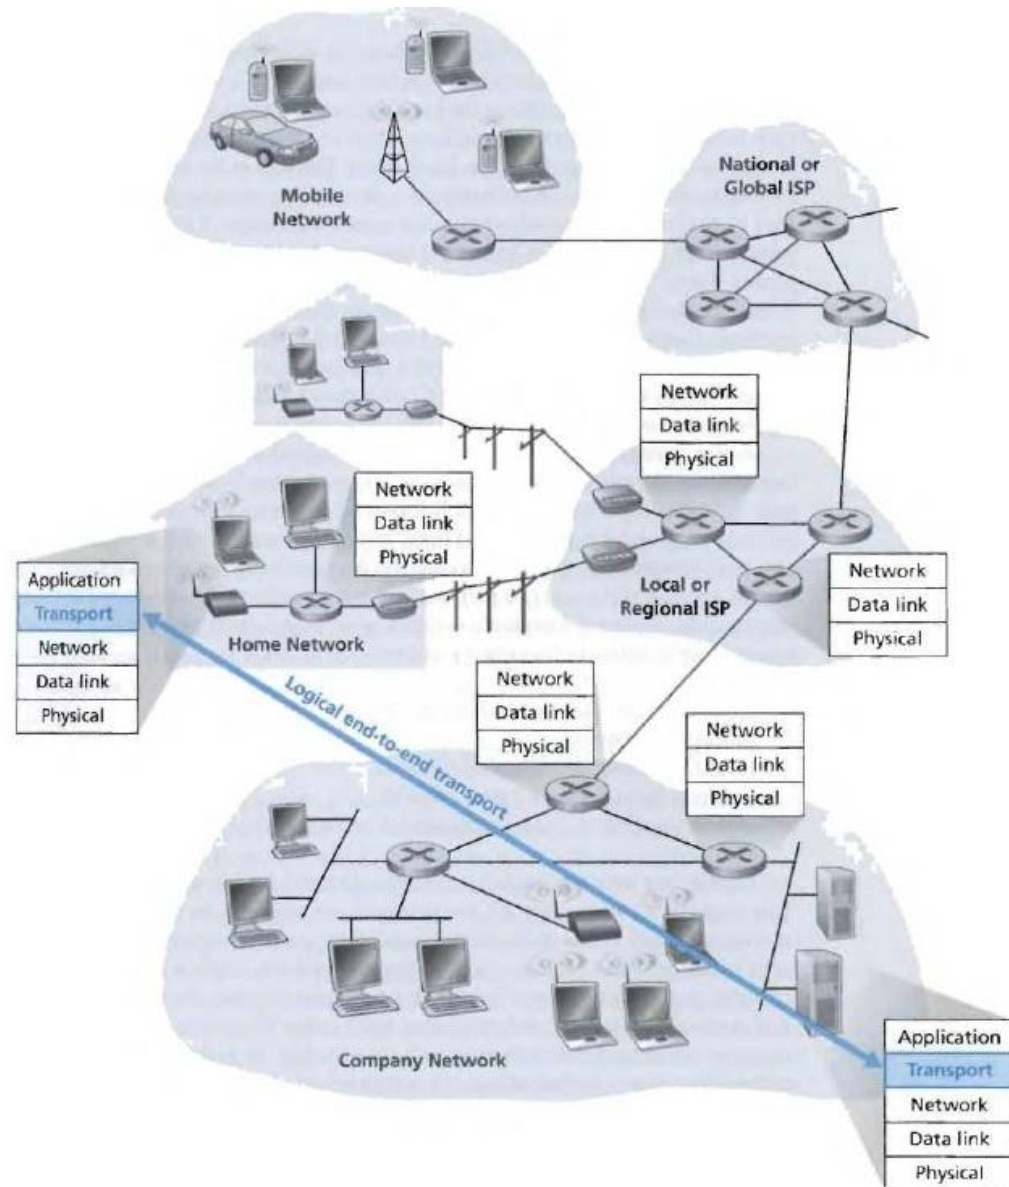 Mobile
Network
National or
Global ISP
Network
Data link
Physical
Network
Data link
Physical
Application
Transport
Network
Data link
Physical
Home Network
Local or
Regional ISP
Network
Data link
Physical
Logical end-to-end transport
Network
Data link
Physical
Network
Data link
Physical
Company Network
Application
Transport
Network
Data link
Physical